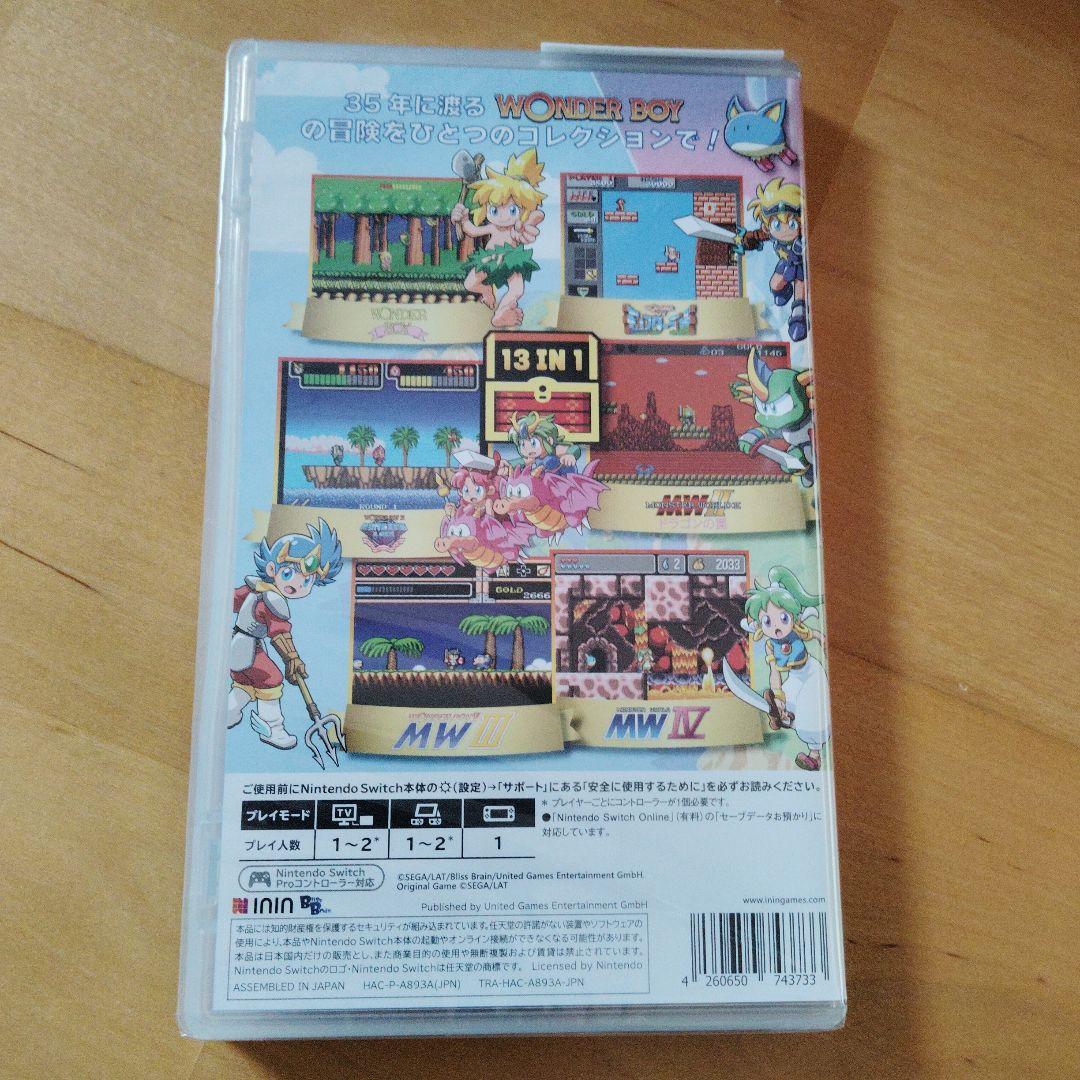 35年に渡る WONDER BOY
の冒険をひとつのコレクションで!
GOLD
WONDER
BOY
13 IN 1
1150
450
GOLD
1146
ROUND 1
MW II
ドラゴンの罠
GOLD
2666
2
2033
MW III
MONSTER WORLD
MW IV
ご使用前にNintendo Switch本体の(設定)→「サポート」にある「安全に使用するために」を必ずお読みください。
プレイモード
TV
プレイ人数
1~2*
1~2*
1
* プレイヤーごとにコントローラーが1個必要です。
●「Nintendo Switch Online」(有料)の「セーブデータお預かり」に
対応しています。
Nintendo Switch
Proコントローラー対応
©SEGA/LAT/Bliss Brain/United Games Entertainment GmbH.
Original Game ©SEGA/LAT
ININ
Bliss Brain
Published by United Games Entertainment GmbH
www.iningames.com
本品には知的財産権を保護するセキュリティが組み込まれています。任天堂の許諾がない装置やソフトウェアの
使用により、本品やNintendo Switch本体の起動やオンライン接続ができなくなる可能性があります。
本品は日本国内だけの販売とし、また商業目的の使用や無断複製および賃貸は禁止されています。
Nintendo Switchのロゴ・Nintendo Switchは任天堂の商標です。 Licensed by Nintendo
ASSEMBLED IN JAPAN HAC-P-A893A(JPN) TRA-HAC-A893A-JPN
4 260650 743733